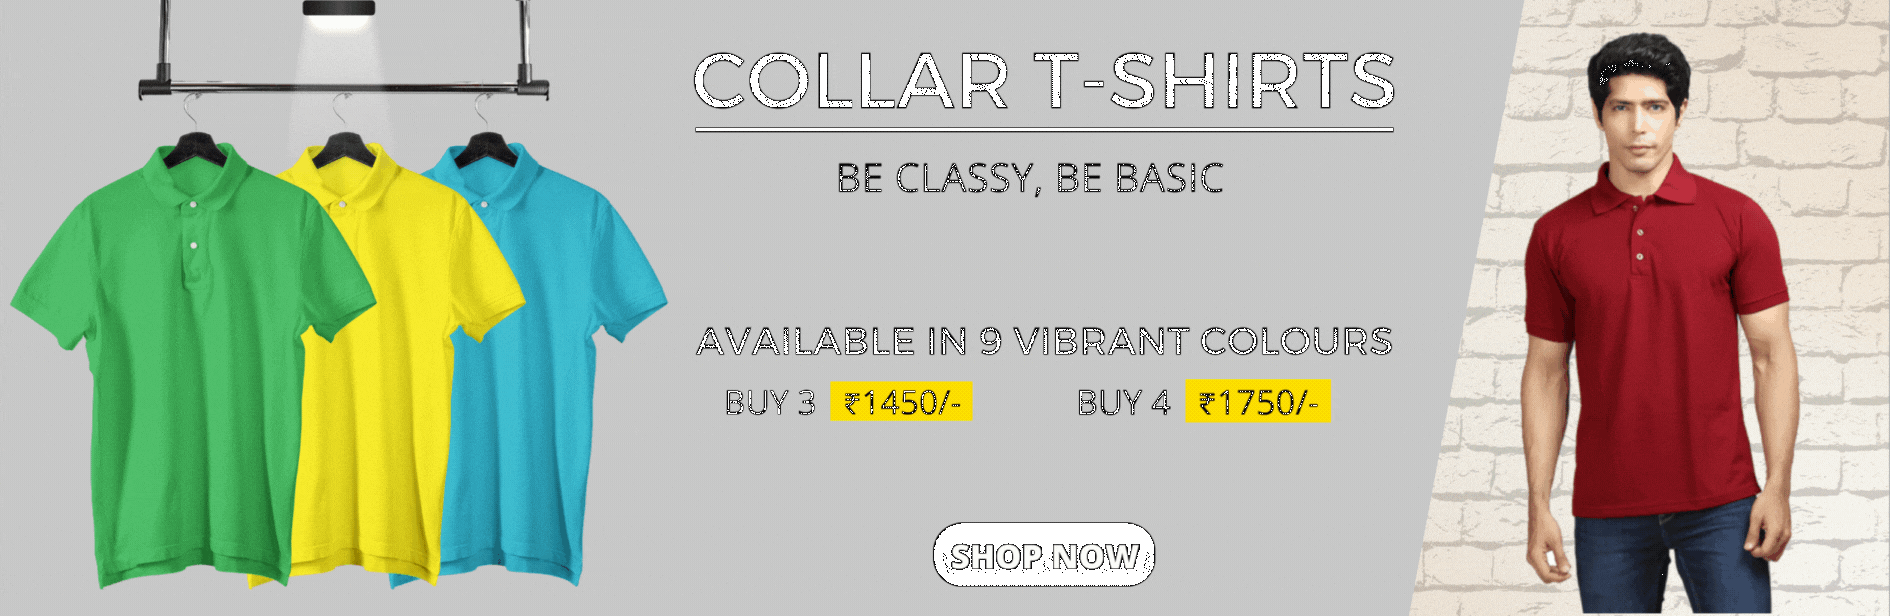 COLLAR T-SHIRTS
BE CLASSY, BE BASIC
AVAILABLE IN 9 VIBRANT COLOURS
BUY 3 ₹1450/- BUY 4 ₹1750/-
SHOP NOW